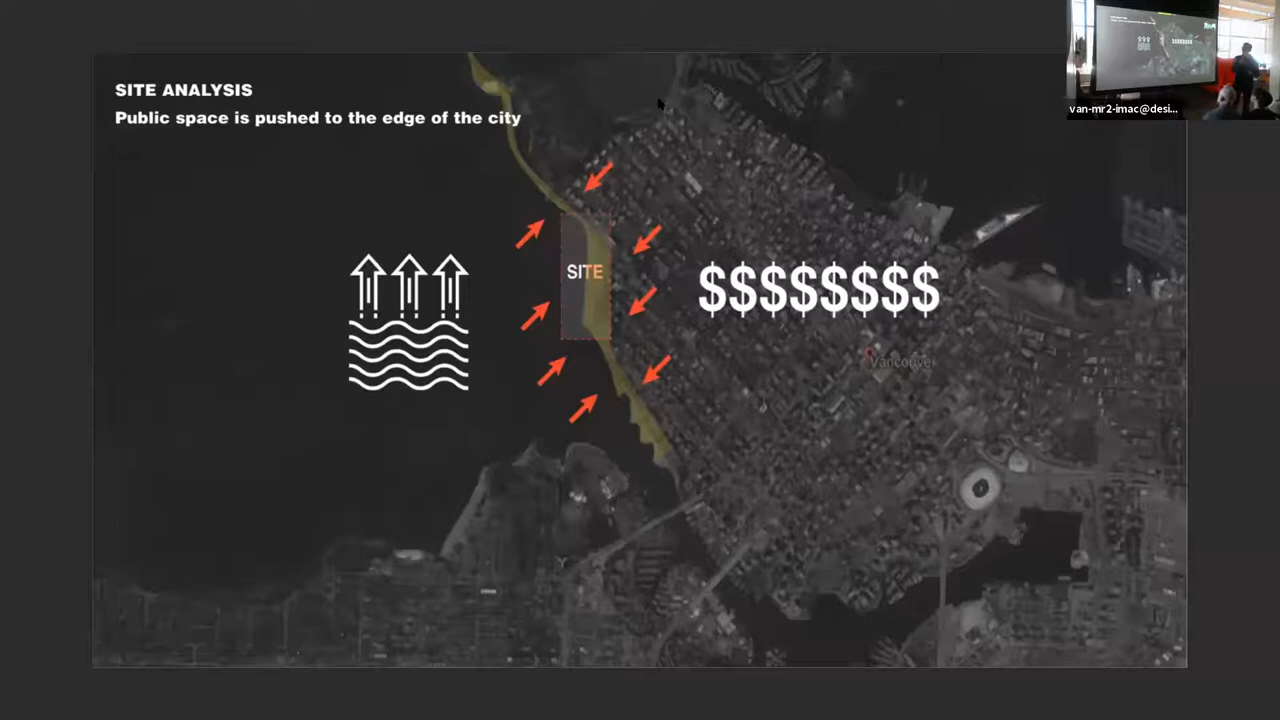 SITE ANALYSIS
Public space is pushed to the edge of the city
van-mr2-imac@desi...
SITE
$$$$$$$$
Vancouver